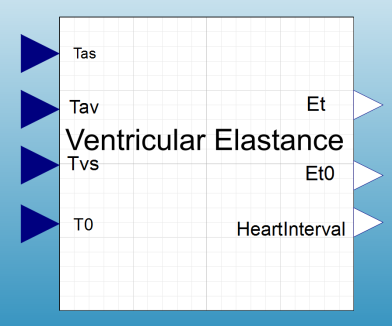 Tas
Tav
Et
Ventricular Elastance
Tvs
Et0
T0
HeartInterval